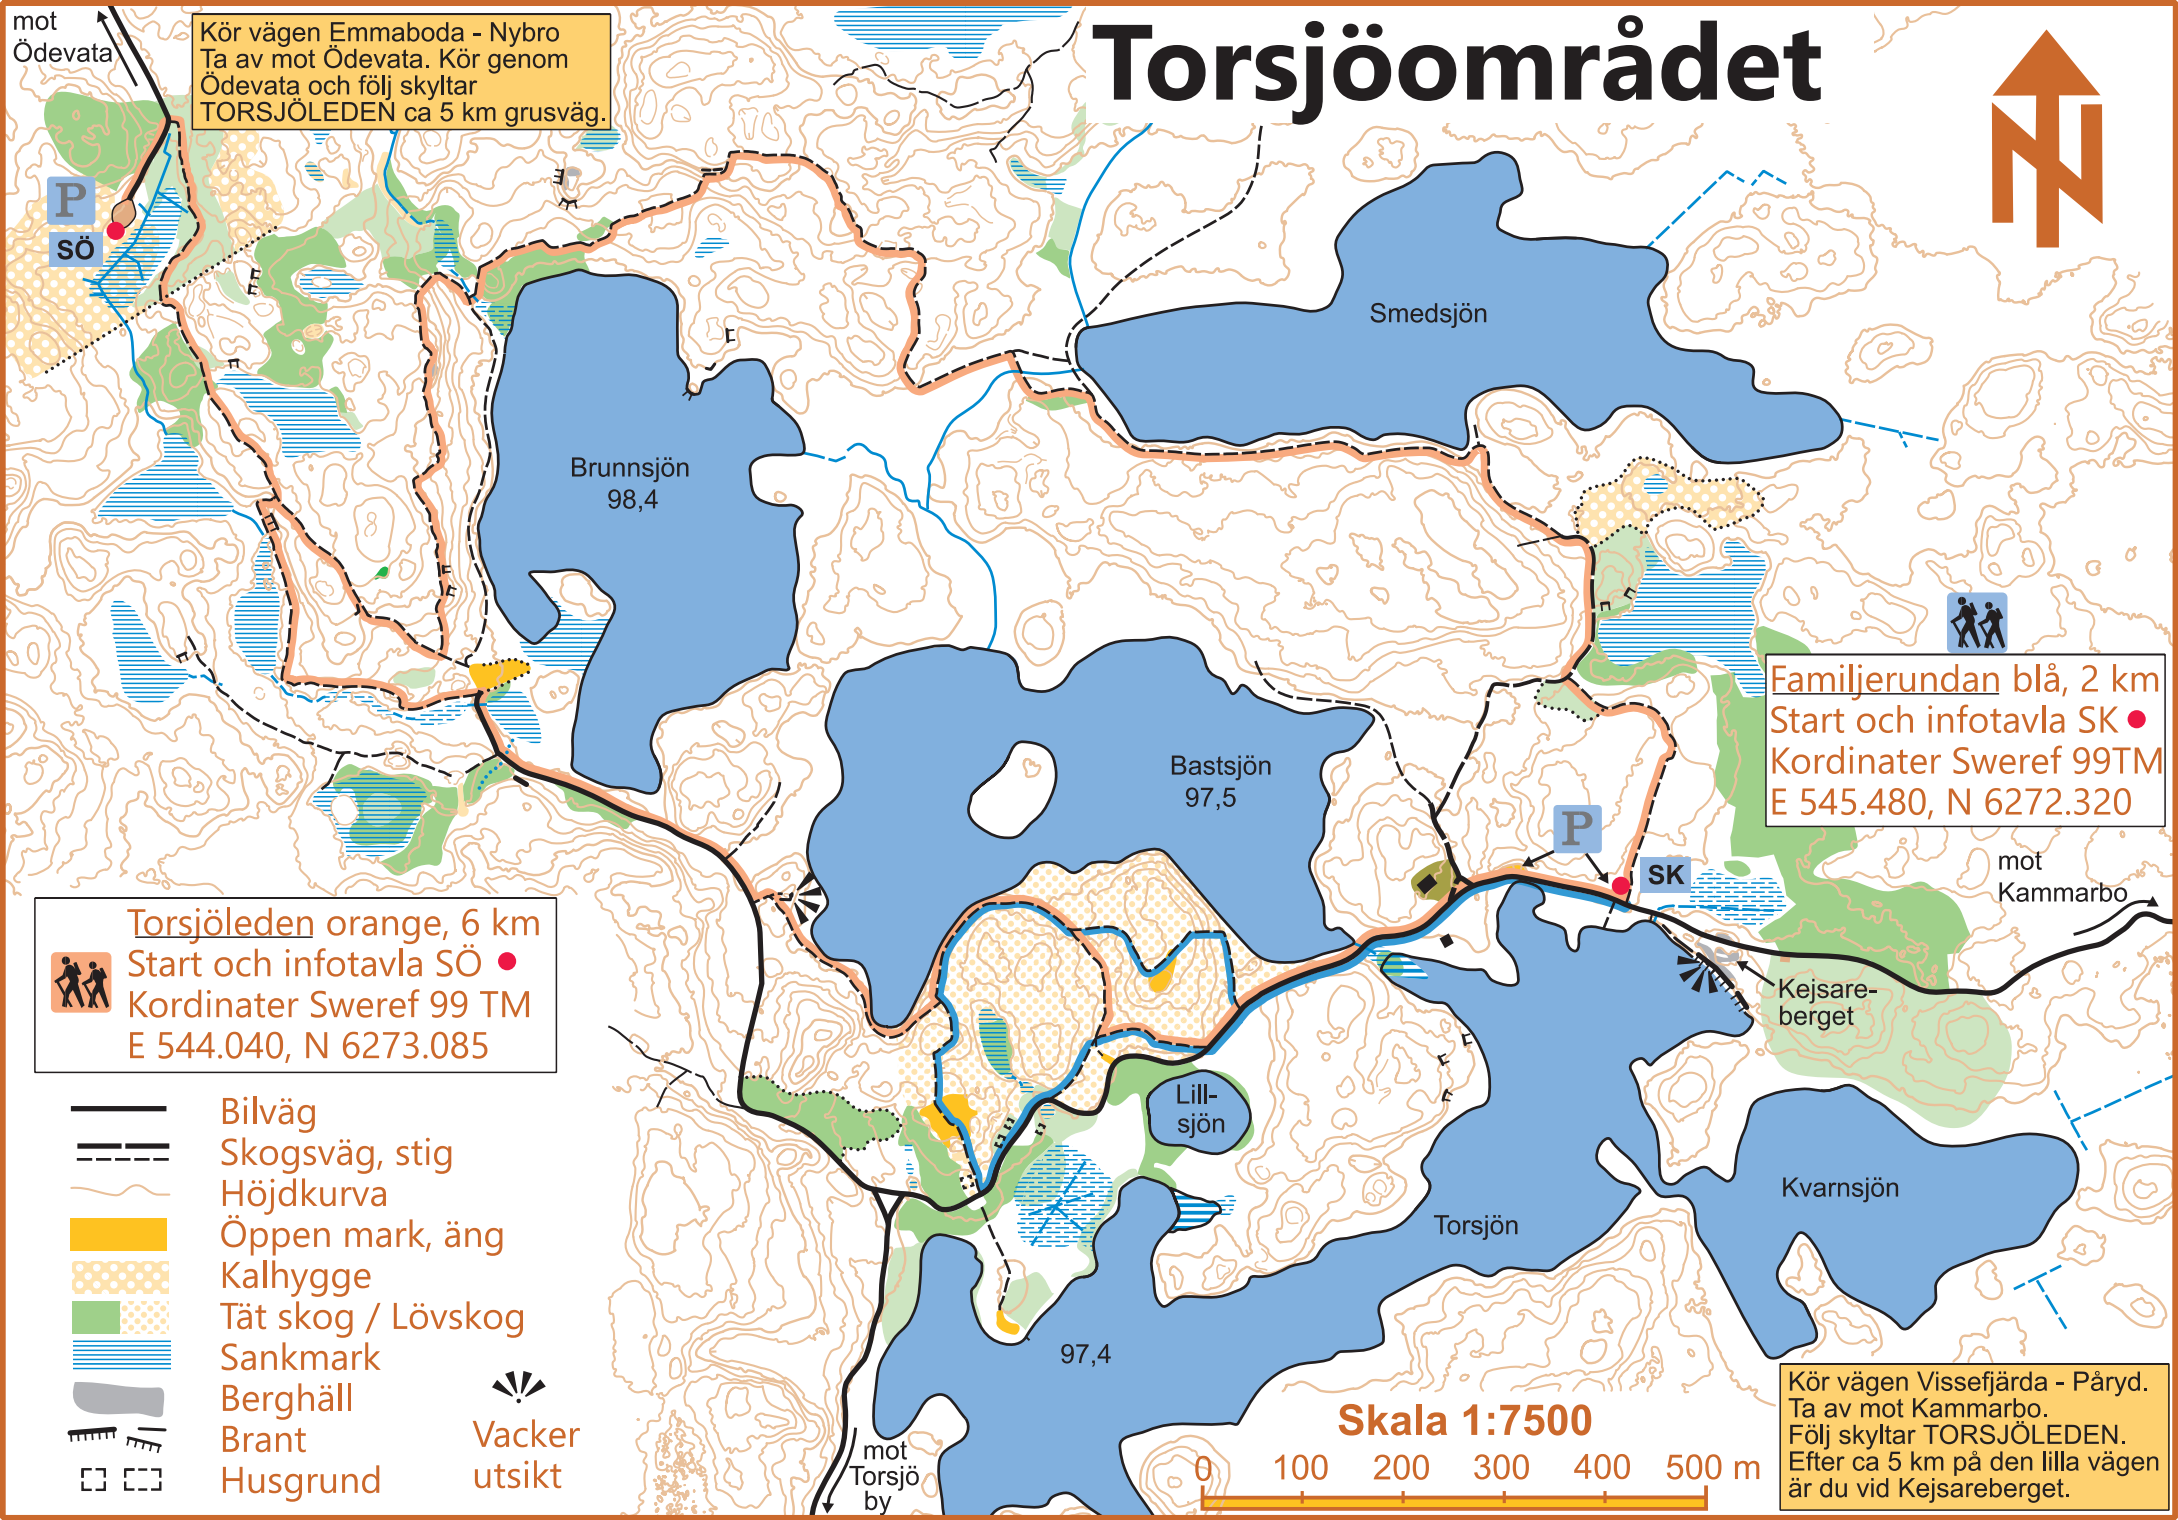 mot
Ödevata
Kör vägen Emmaboda - Nybro
Ta av mot Ödevata. Kör genom
Ödevata och följ skyltar
TORSJÖLEDEN ca 5 km grusväg.
Torsjöområdet
N
P
SÖ
Smedsjön
Brunnsjön
98,4
Familjerundan blå, 2 km
Start och infotavla SK
Kordinater Sweref 99TM
E 545.480, N 6272.320
Bastsjön
97,5
P
SK
mot
Kammarbo
Kejsare-
berget
Torsjöleden orange, 6 km
Start och infotavla SÖ
Kordinater Sweref 99 TM
E 544.040, N 6273.085
Lill-
sjön
Kvarnsjön
Torsjön
97,4
Bilväg
Skogsväg, stig
Höjdkurva
Öppen mark, äng
Kalhygge
Tät skog / Lövskog
Sankmark
Berghäll
Brant
Husgrund
Vacker
utsikt
mot
Torsjö
by
Skala 1:7500
0 100 200 300 400 500 m
Kör vägen Vissefjärda - Påryd.
Ta av mot Kammarbo.
Följ skyltar TORSJÖLEDEN.
Efter ca 5 km på den lilla vägen
är du vid Kejsareberget.